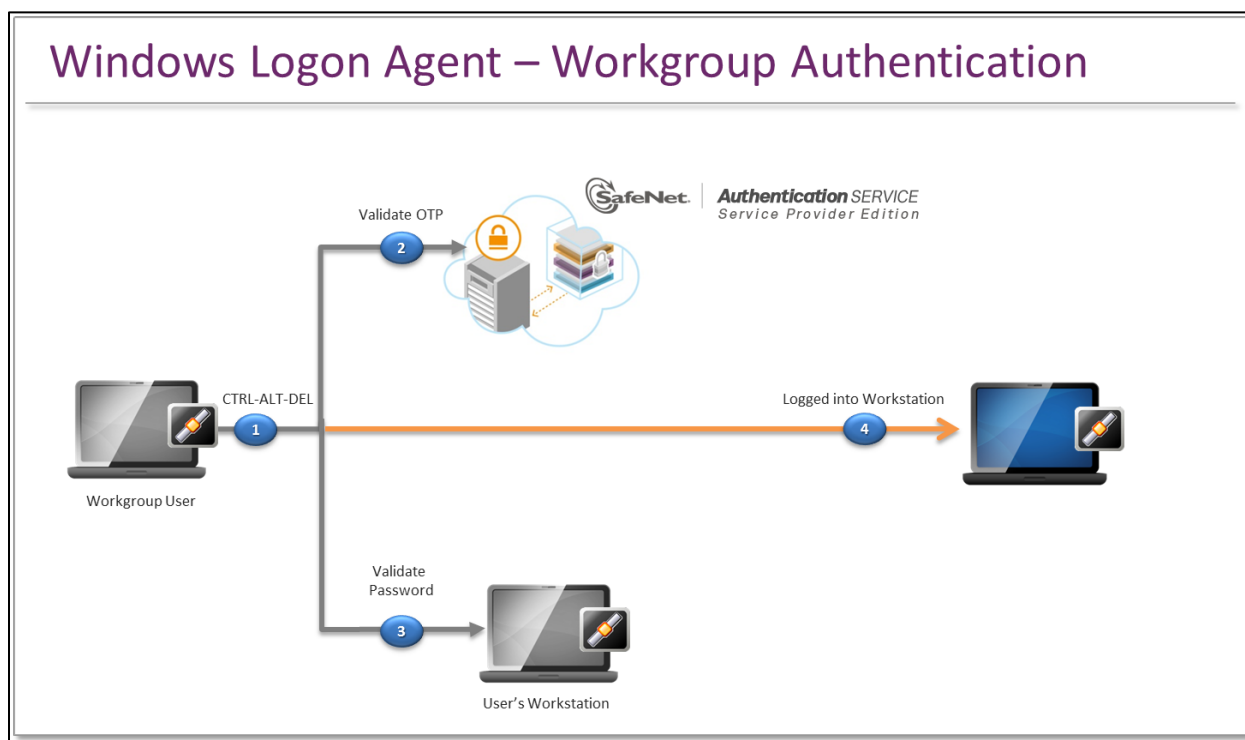 Windows Logon Agent – Workgroup Authentication
SafeNet.
Authentication SERVICE
Service Provider Edition
Validate OTP
2
CTRL-ALT-DEL
1
Workgroup User
Logged into Workstation
4
Validate
Password
3
User’s Workstation